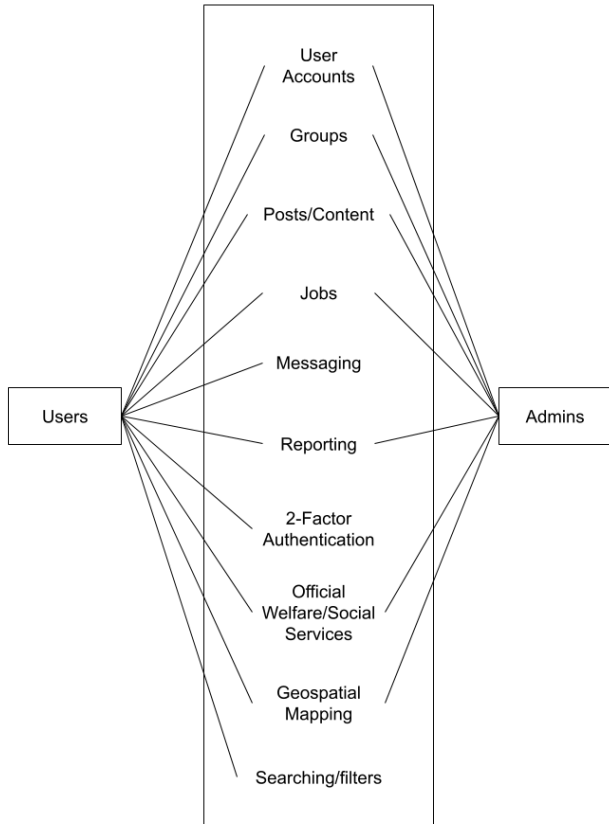 User
Accounts
Groups
Posts/Content
Jobs
Messaging
Users
Admins
Reporting
2-Factor
Authentication
Official
Welfare/Social
Services
Geospatial
Mapping
Searching/filters